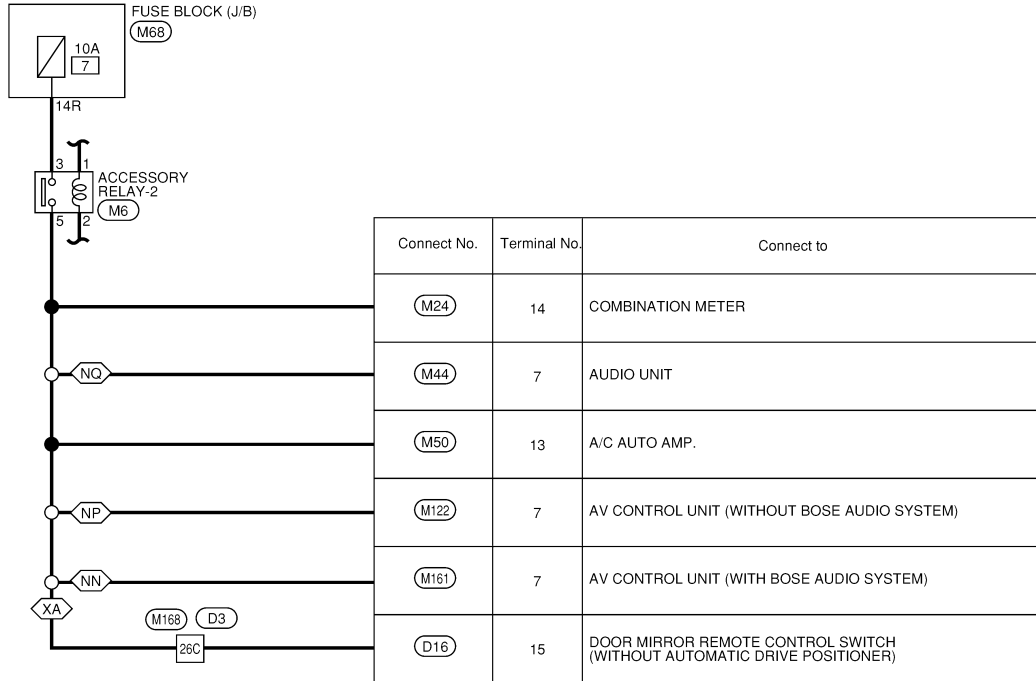 FUSE BLOCK (J/B)
M68
10A
7
14R
3 1
ACCESSORY
RELAY-2
M6
5 2
Connect No. Terminal No. Connect to
M24 14 COMBINATION METER
NQ M44 7 AUDIO UNIT
M50 13 A/C AUTO AMP.
NP M122 7 AV CONTROL UNIT (WITHOUT BOSE AUDIO SYSTEM)
NN M161 7 AV CONTROL UNIT (WITH BOSE AUDIO SYSTEM)
XA
M168 D3
26C D16 15 DOOR MIRROR REMOTE CONTROL SWITCH
(WITHOUT AUTOMATIC DRIVE POSITIONER)